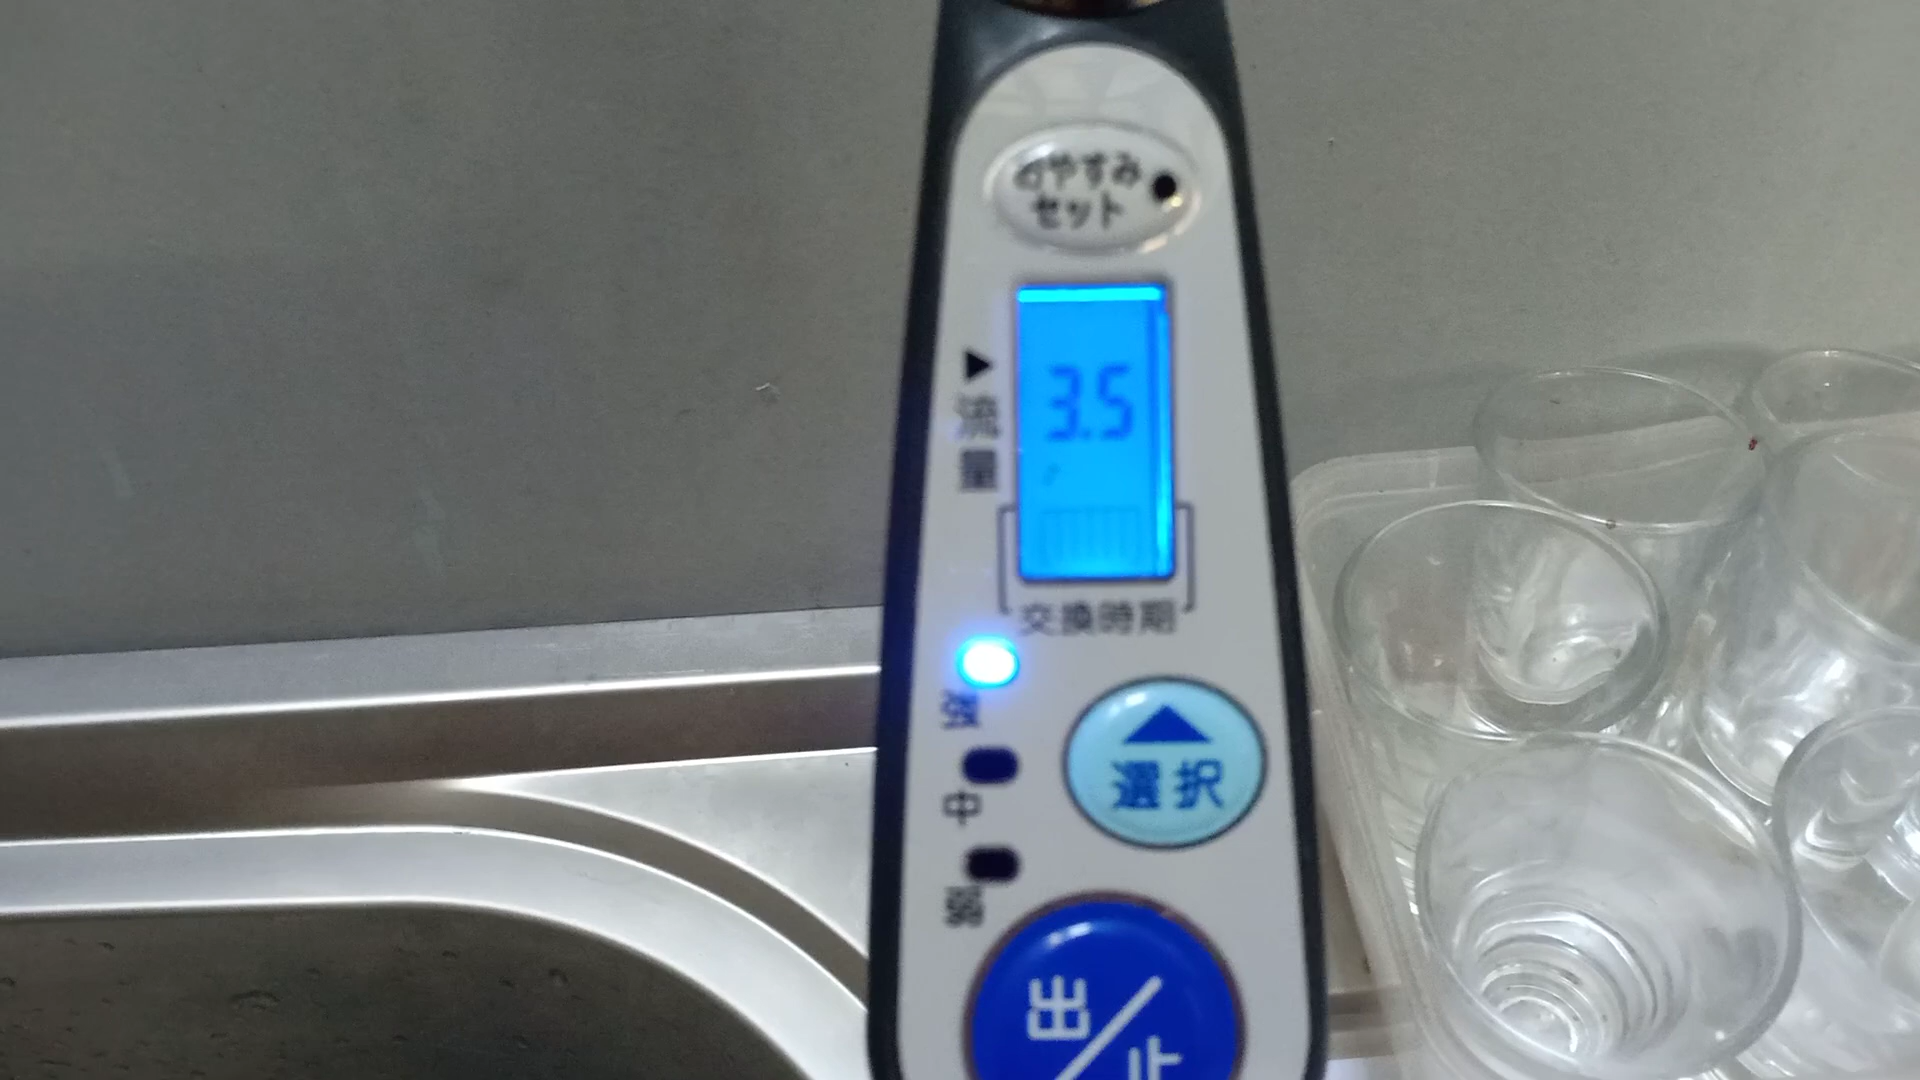 おやすみ
セット
3.5
▶
流量
交換時期
強
中
弱
▲
選択
出/止